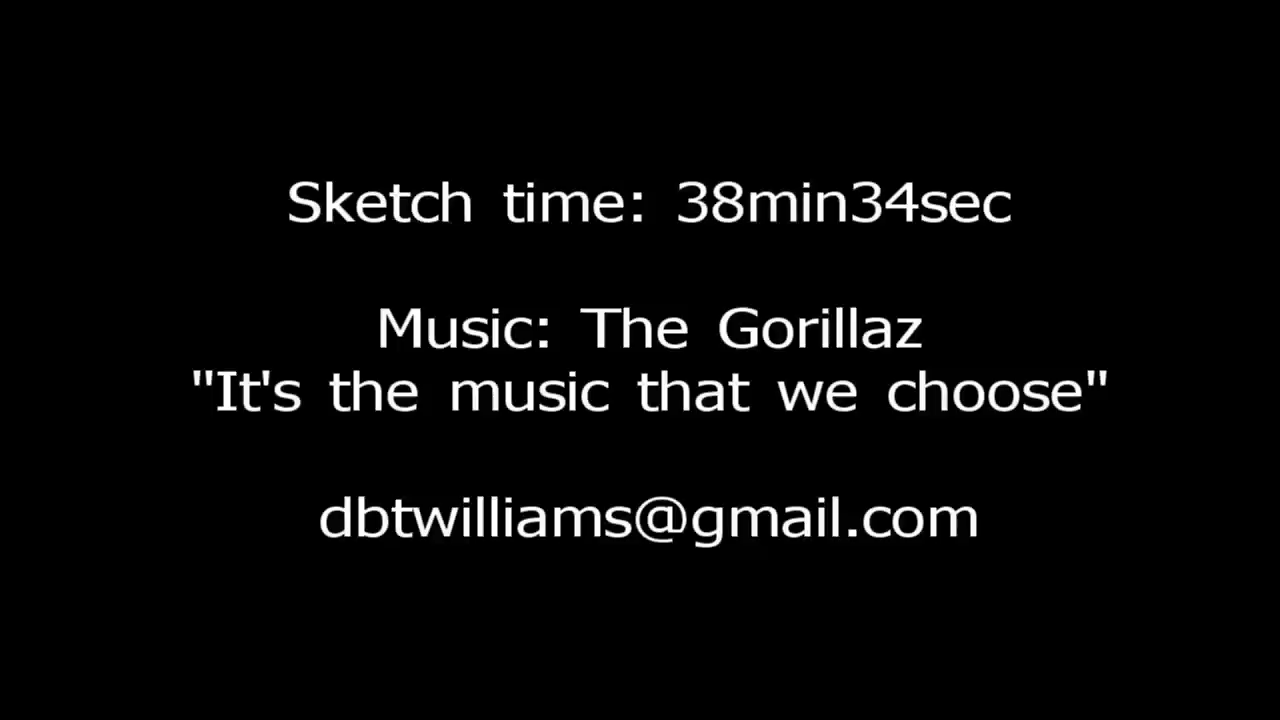 Sketch time: 38min34sec
Music: The Gorillaz
"It's the music that we choose"
dbtwilliams@gmail.com